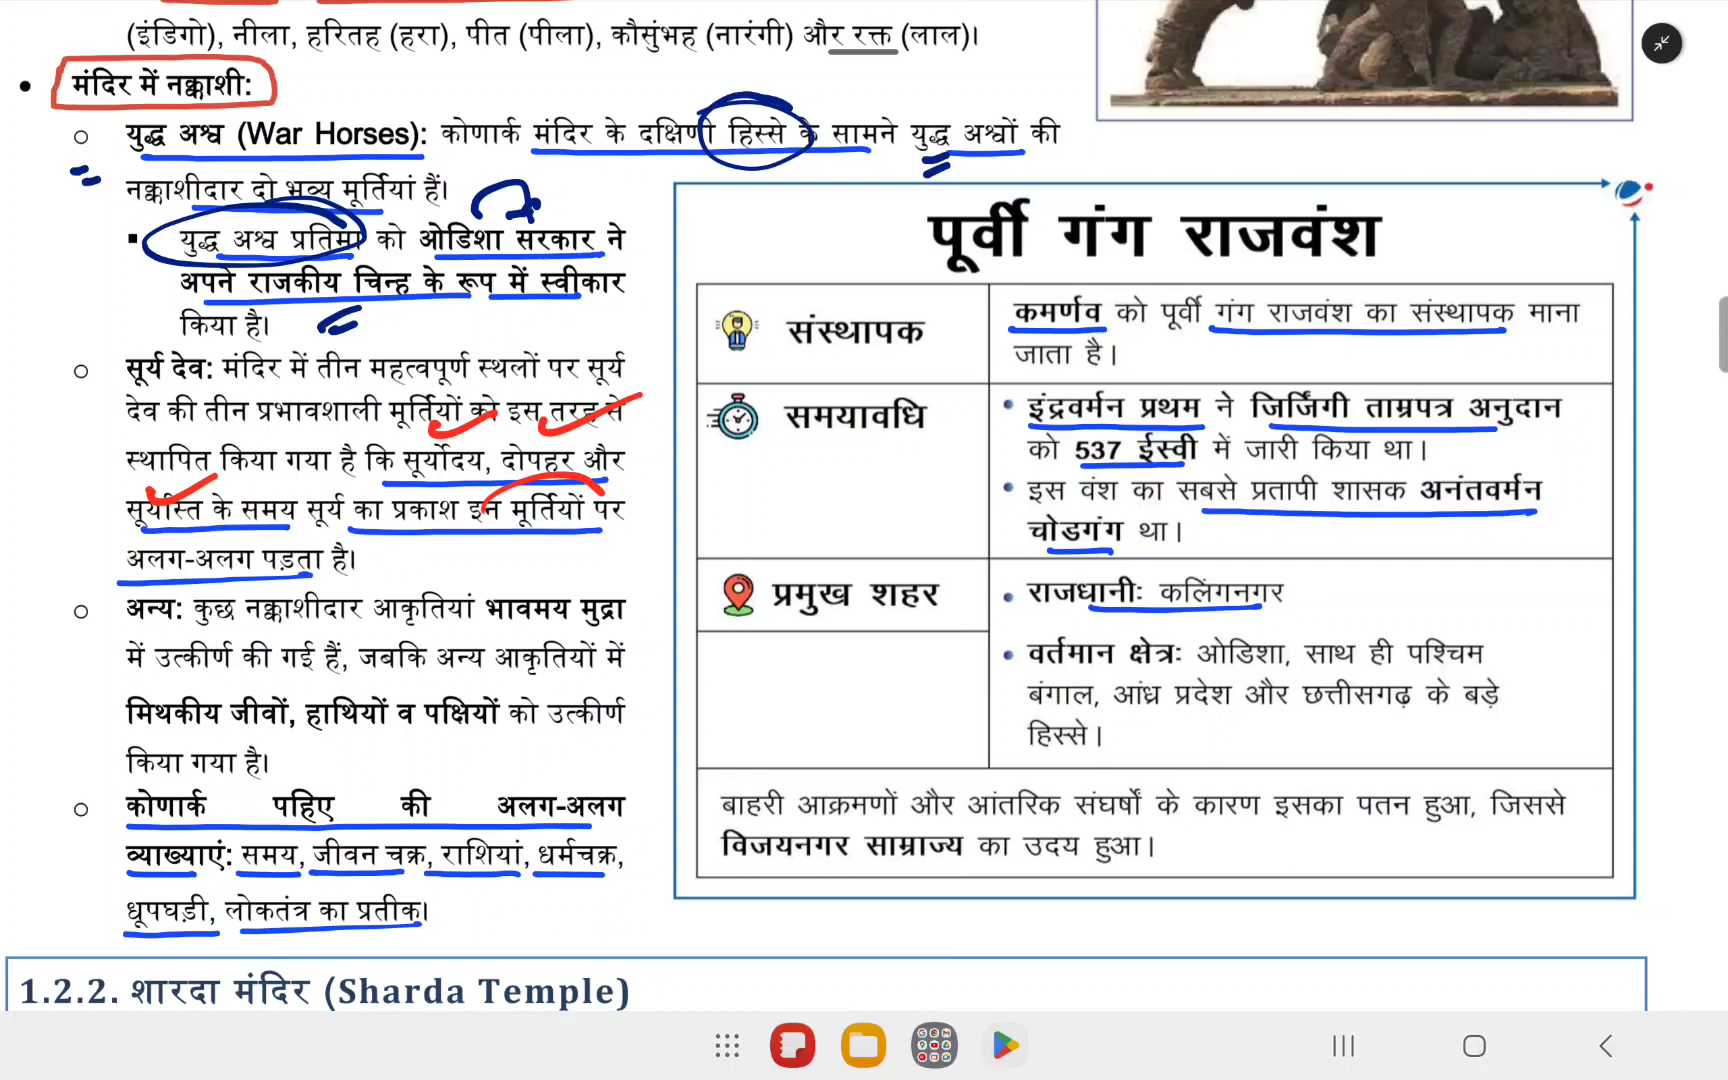 (इंडिगो), नीला, हरितह (हरा), पीत (पीला), कौसुंभह (नारंगी) और रक्त (लाल)।
मंदिर में नक्काशी:
युद्ध अश्व (War Horses): कोणार्क मंदिर के दक्षिणी हिस्से के सामने युद्ध अश्वों की
नक्काशीदार दो भव्य मूर्तियां हैं।
युद्ध अश्व प्रतिमा को ओडिशा सरकार ने
अपने राजकीय चिन्ह के रूप में स्वीकार
किया है।
सूर्य देव: मंदिर में तीन महत्वपूर्ण स्थलों पर सूर्य
देव की तीन प्रभावशाली मूर्तियों को इस तरह से
स्थापित किया गया है कि सूर्योदय, दोपहर और
सूर्यास्त के समय सूर्य का प्रकाश इन मूर्तियों पर
अलग-अलग पड़ता है।
अन्य: कुछ नक्काशीदार आकृतियां भावमय मुद्रा
में उत्कीर्ण की गई हैं, जबकि अन्य आकृतियों में
मिथकीय जीवों, हाथियों व पक्षियों को उत्कीर्ण
किया गया है।
कोणार्क पहिए की अलग-अलग
व्याख्याएं: समय, जीवन चक्र, राशियां, धर्मचक्र,
धूपघड़ी, लोकतंत्र का प्रतीक।
पूर्वी गंग राजवंश
संस्थापक
कमर्णव को पूर्वी गंग राजवंश का संस्थापक माना
जाता है।
समयावधि
इंद्रवर्मन प्रथम ने जिर्जिंगी ताम्रपत्र अनुदान
को 537 ईस्वी में जारी किया था।
इस वंश का सबसे प्रतापी शासक अनंतवर्मन
चोडगंग था।
प्रमुख शहर
राजधानीः कलिंगनगर
वर्तमान क्षेत्रः ओडिशा, साथ ही पश्चिम
बंगाल, आंध्र प्रदेश और छत्तीसगढ़ के बड़े
हिस्से।
बाहरी आक्रमणों और आंतरिक संघर्षों के कारण इसका पतन हुआ, जिससे
विजयनगर साम्राज्य का उदय हुआ।
1.2.2. शारदा मंदिर (Sharda Temple)